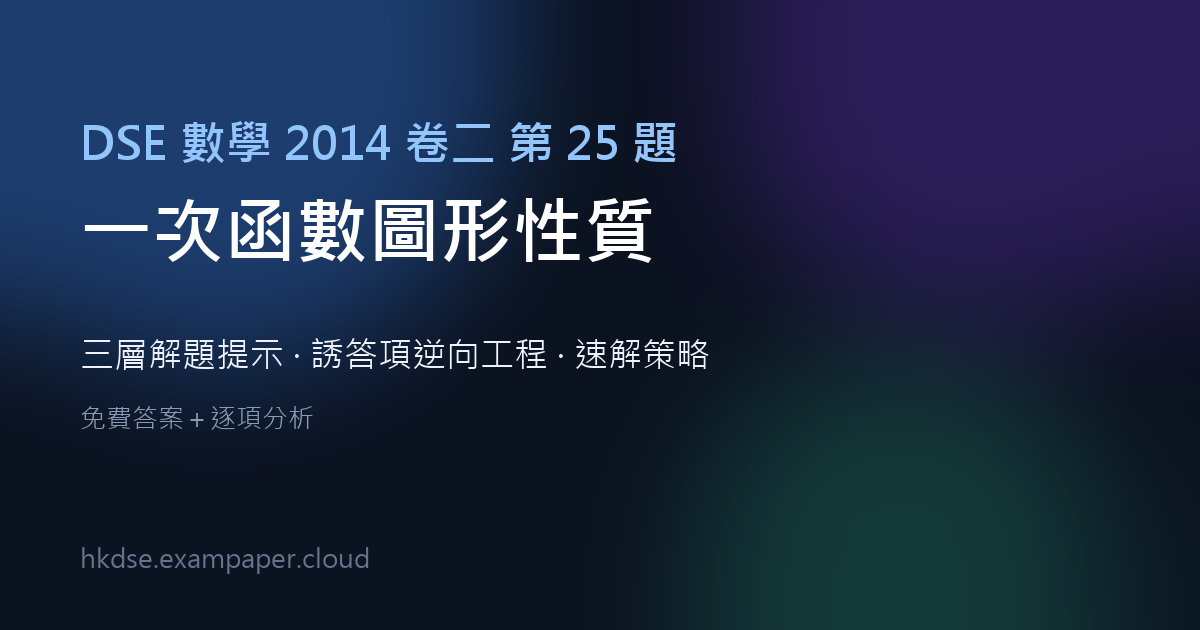 DSE 數學 2014 卷二 第 25 題
一次函數圖形性質
三層解題提示 · 誘答項逆向工程 · 速解策略
免費答案 + 逐項分析
hkdse.exampaper.cloud